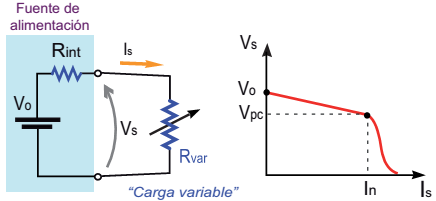 Fuente de
alimentación
Rint
Is
Vo
Vs
Rvar
"Carga variable"
Vs
Vo
Vpc
In
Is